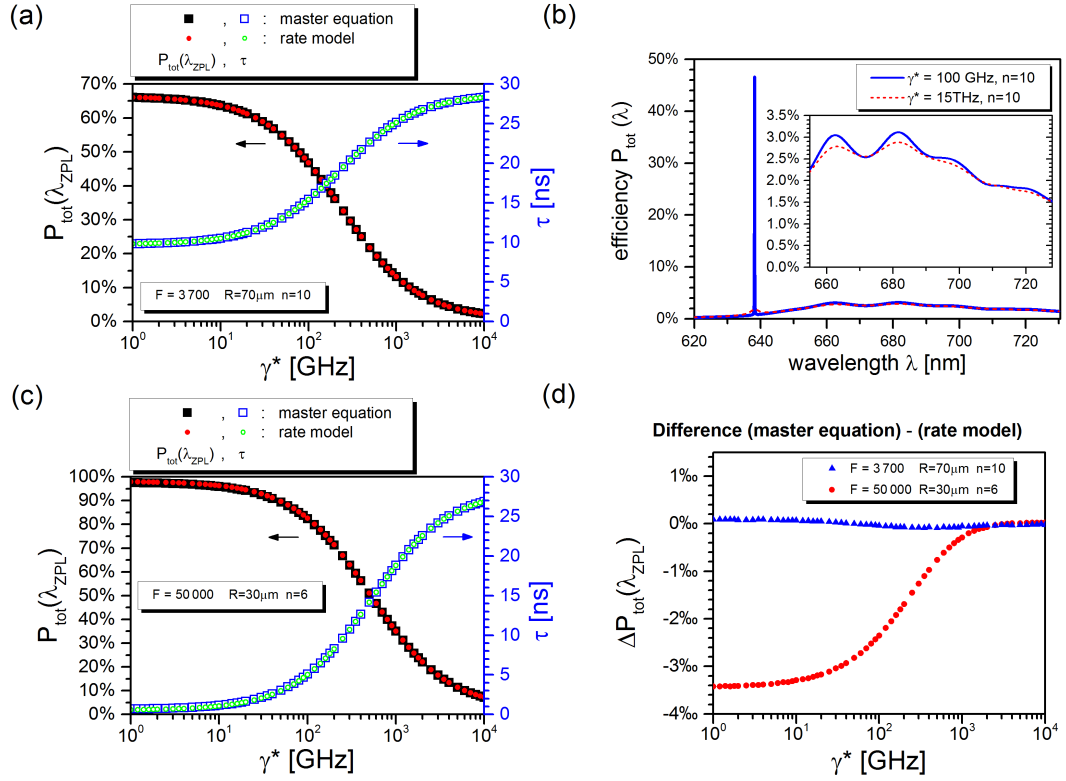 (a)
, : master equation
, : rate model
P_tot(λ_ZPL) , τ
70%
60%
50%
40%
30%
20%
10%
0%
P_tot(λ_ZPL)
30
20
10
0
τ [ns]
F = 3 700 R=70μm n=10
10^0 10^1 10^2 10^3 10^4
γ* [GHz]
(b)
50%
40%
30%
20%
10%
0%
efficiency P_tot (λ)
γ* = 100 GHz, n=10
γ* = 15THz, n=10
3.5%
3.0%
2.5%
2.0%
1.5%
1.0%
0.5%
0.0%
660 680 700 720
620 640 660 680 700 720
wavelength λ [nm]
(c)
, : master equation
, : rate model
P_tot(λ_ZPL) , τ
100%
90%
80%
70%
60%
50%
40%
30%
20%
10%
0%
P_tot(λ_ZPL)
30
25
20
15
10
5
0
τ [ns]
F = 50 000 R=30μm n=6
10^0 10^1 10^2 10^3 10^4
γ* [GHz]
(d)
Difference (master equation) - (rate model)
1‰
0‰
-1‰
-2‰
-3‰
-4‰
ΔP_tot(λ_ZPL)
F = 3 700 R=70μm n=10
F = 50 000 R=30μm n=6
10^0 10^1 10^2 10^3 10^4
γ* [GHz]